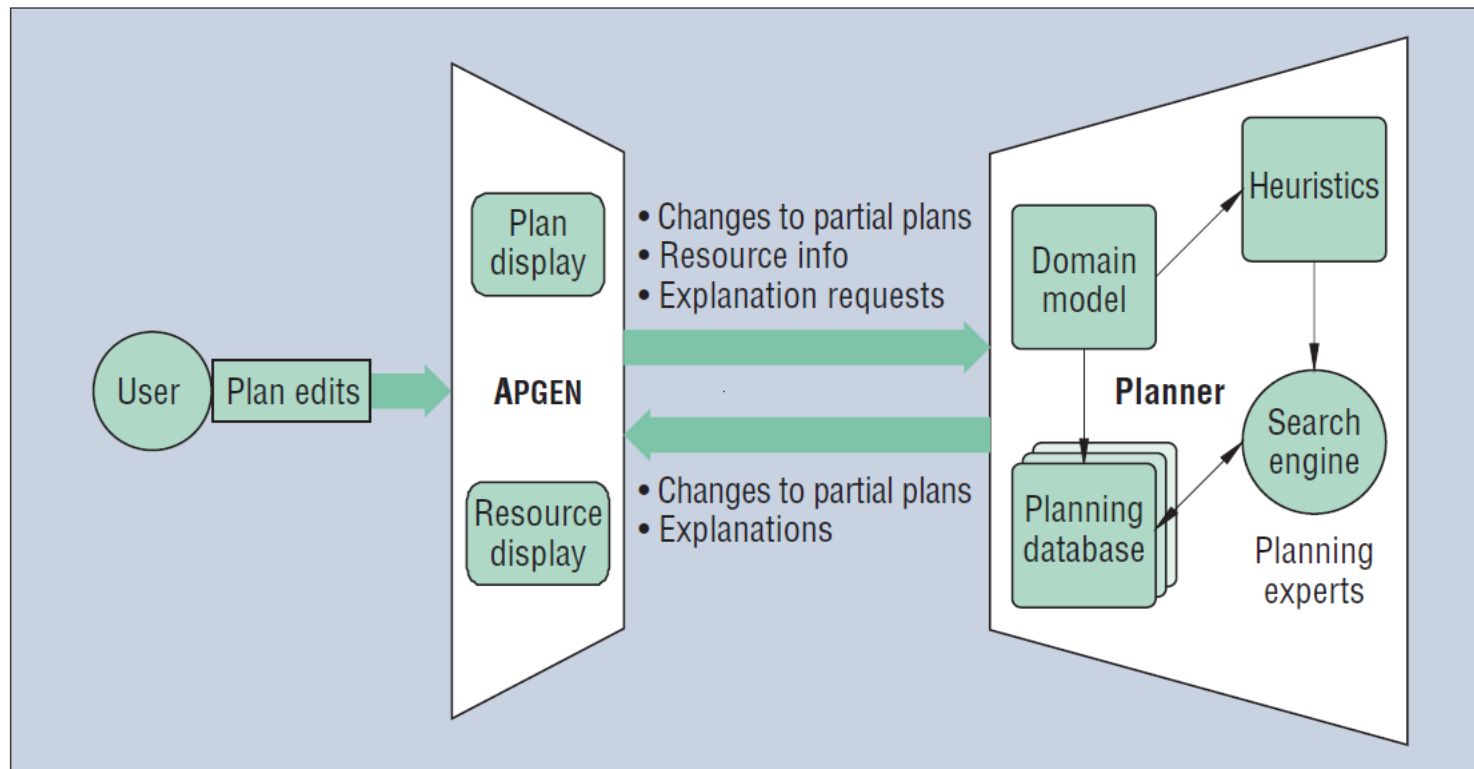 User
Plan edits
Plan
display
APGEN
Resource
display
• Changes to partial plans
• Resource info
• Explanation requests
• Changes to partial plans
• Explanations
Domain
model
Heuristics
Planner
Planning
database
Search
engine
Planning
experts